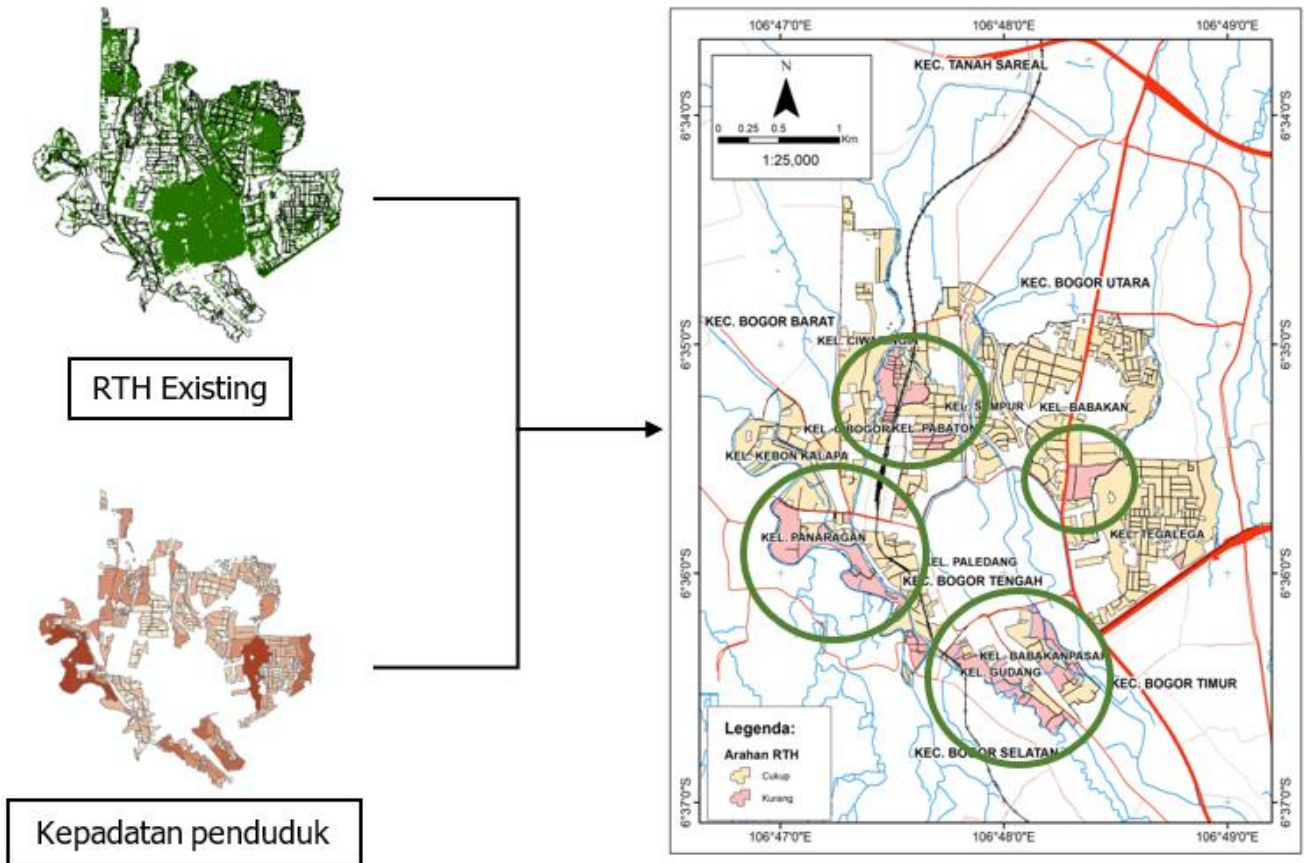 RTH Existing
Kepadatan penduduk
106°47'0"E
106°48'0"E
106°49'0"E
6°34'0"S
6°35'0"S
6°36'0"S
6°37'0"S
N
0 0.25 0.5 1
Km
1:25,000
KEC. TANAH SAREAL
6°34'0"S
KEC. BOGOR UTARA
KEC. BOGOR BARAT
KEL. CIWARINGIN
6°35'0"S
KEL. SEMPUR
KEL. BABAKAN
KEL. CIBOGOR
KEL. PABATON
KEL. KEBON KALAPA
KEL. PANARAGAN
KEL. TEGALEGA
KEL. PALEDANG
KEC. BOGOR TENGAH
6°36'0"S
KEL. BABAKANPASAR
KEL. GUDANG
KEC. BOGOR TIMUR
KEC. BOGOR SELATAN
Legenda:
Arahan RTH
Cukup
Kurang
6°37'0"S
106°47'0"E
106°48'0"E
106°49'0"E